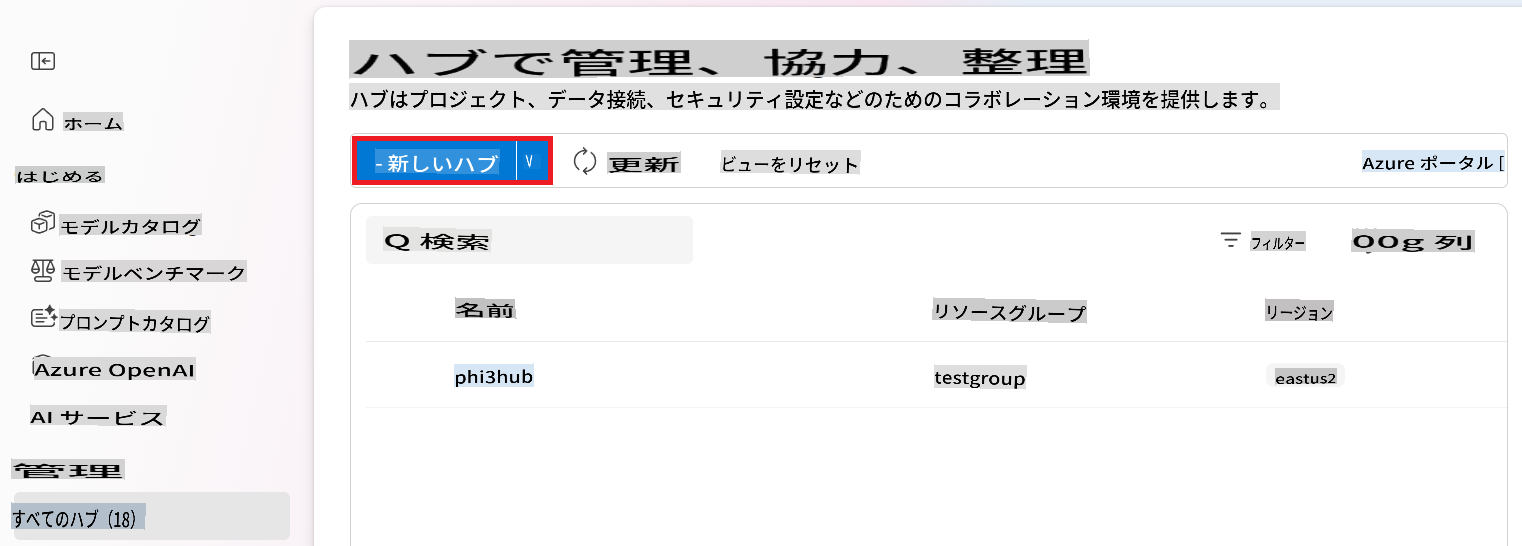 ホーム
はじめる
モデルカタログ
モデルベンチマーク
プロンプトカタログ
Azure OpenAI
AI サービス
管理
すべてのハブ (18)
ハブで管理、協力、整理
ハブはプロジェクト、データ接続、セキュリティ設定などのためのコラボレーション環境を提供します。
- 新しいハブ V 更新 ビューをリセット Azure ポータル [
Q 検索 フィルター 00g 列
名前 リソースグループ リージョン
phi3hub testgroup eastus2